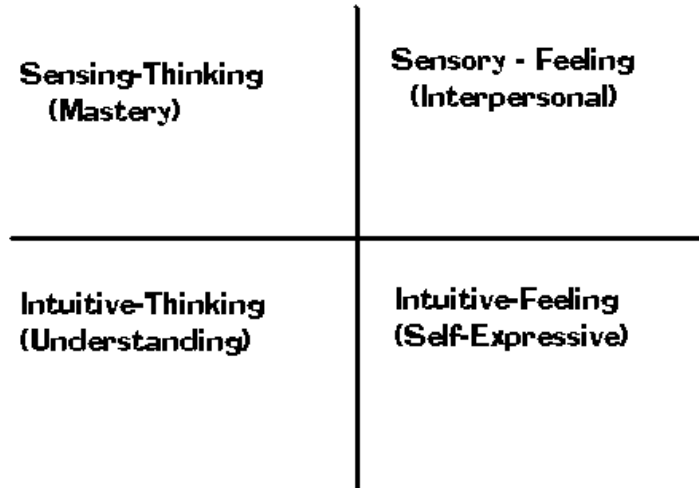 Sensing-Thinking
(Mastery)
Sensory - Feeling
(Interpersonal)
Intuitive-Thinking
(Understanding)
Intuitive-Feeling
(Self-Expressive)